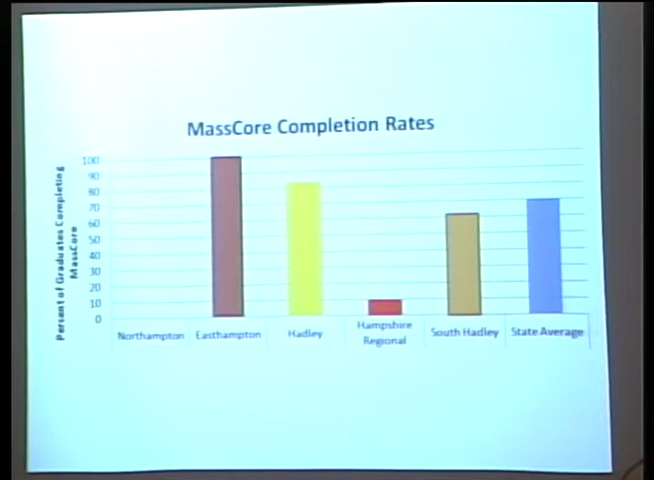 MassCore Completion Rates
Percent of Graduates Completing
MassCore
100
90
80
70
60
50
40
30
20
10
0
Northampton
Easthampton
Hadley
Hampshire
Regional
South Hadley
State Average